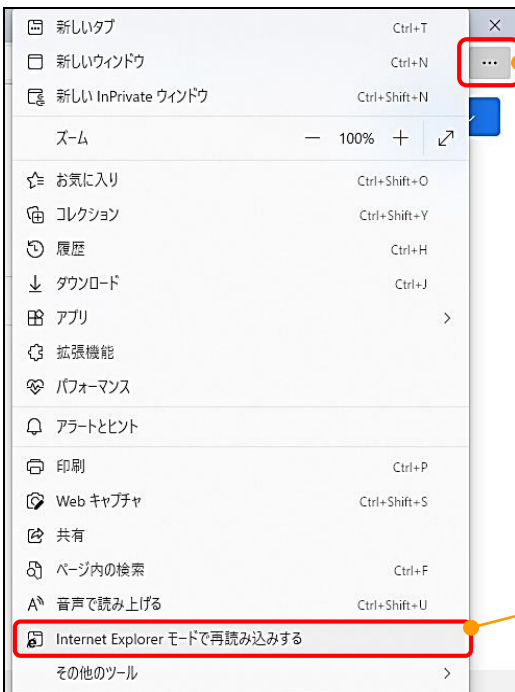 新しいタブ Ctrl+T
新しいウィンドウ Ctrl+N
新しい InPrivate ウィンドウ Ctrl+Shift+N
ズーム — 100% +
お気に入り Ctrl+Shift+O
コレクション Ctrl+Shift+Y
履歴 Ctrl+H
ダウンロード Ctrl+J
アプリ
拡張機能
パフォーマンス
アラートとヒント
印刷 Ctrl+P
Web キャプチャ Ctrl+Shift+S
共有
ページ内の検索 Ctrl+F
音声で読み上げる Ctrl+Shift+U
Internet Explorer モードで再読み込みする
その他のツール